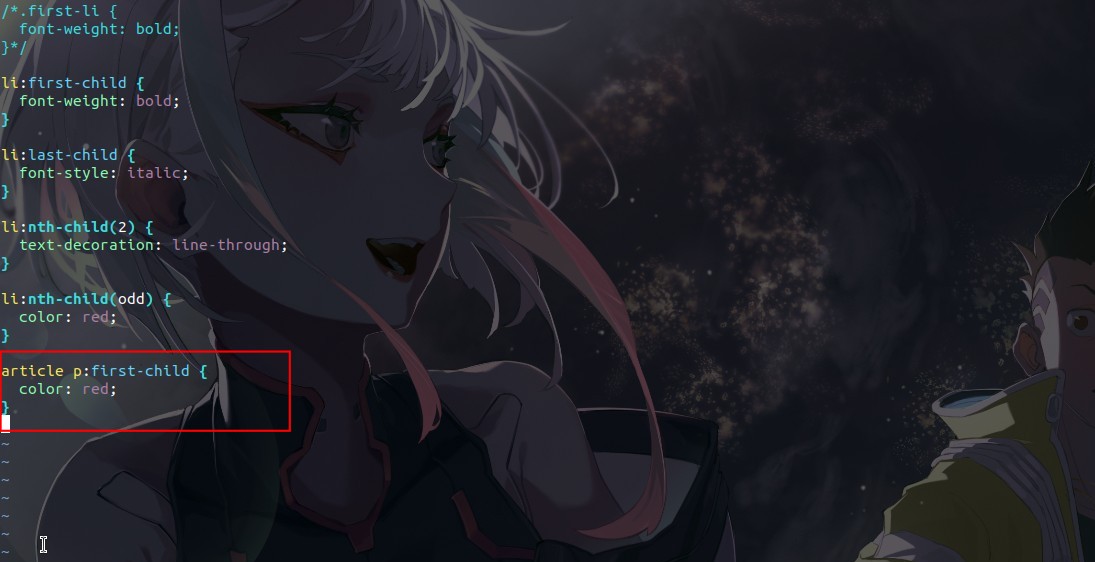 /*.first-li {
  font-weight: bold;
}*/

li:first-child {
  font-weight: bold;
}

li:last-child {
  font-style: italic;
}

li:nth-child(2) {
  text-decoration: line-through;
}

li:nth-child(odd) {
  color: red;
}

article p:first-child {
  color: red;
}

~
~
~
~
~
~
~